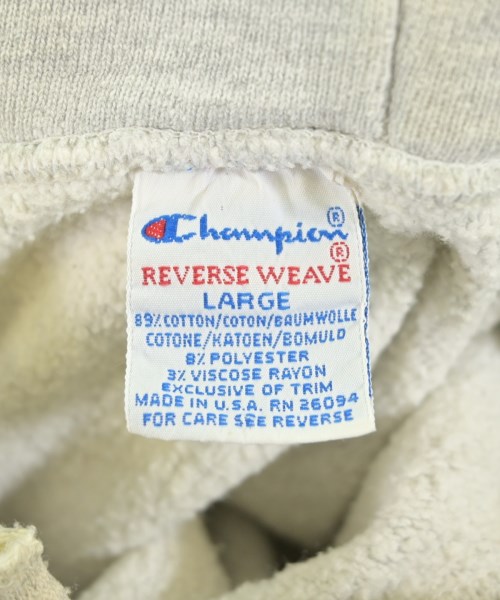 Champion®
®
REVERSE WEAVE
LARGE
89% COTTON/COTON/BAUMWOLLE
COTONE/KATOEN/BOMULD
8% POLYESTER
3% VISCOSE RAYON
EXCLUSIVE OF TRIM
MADE IN U.S.A. RN 26094
FOR CARE SEE REVERSE